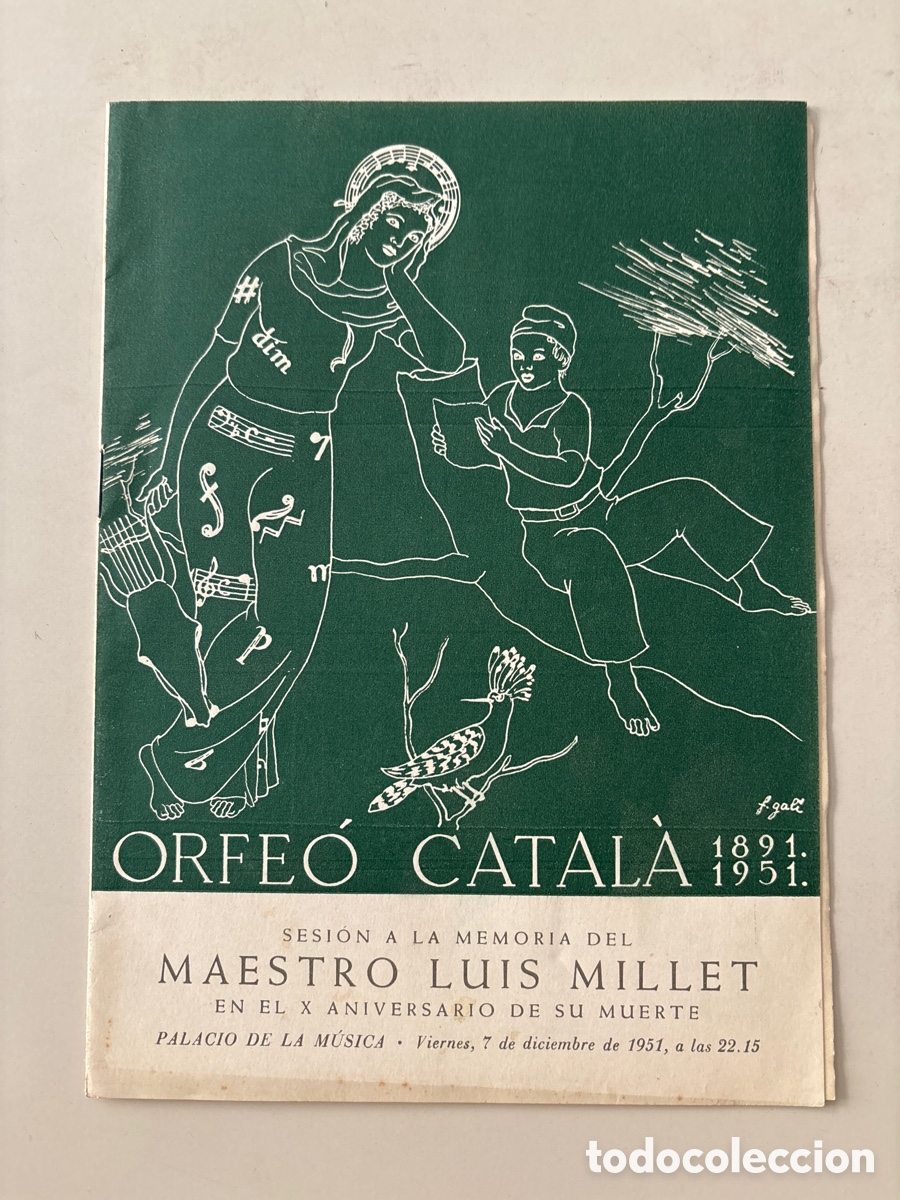 dim
f
m
p
f. galí
ORFEÓ CATALÀ 1891.
1951.
SESIÓN A LA MEMORIA DEL
MAESTRO LUIS MILLET
EN EL X ANIVERSARIO DE SU MUERTE
PALACIO DE LA MÚSICA • Viernes, 7 de diciembre de 1951, a las 22.15
todocoleccion